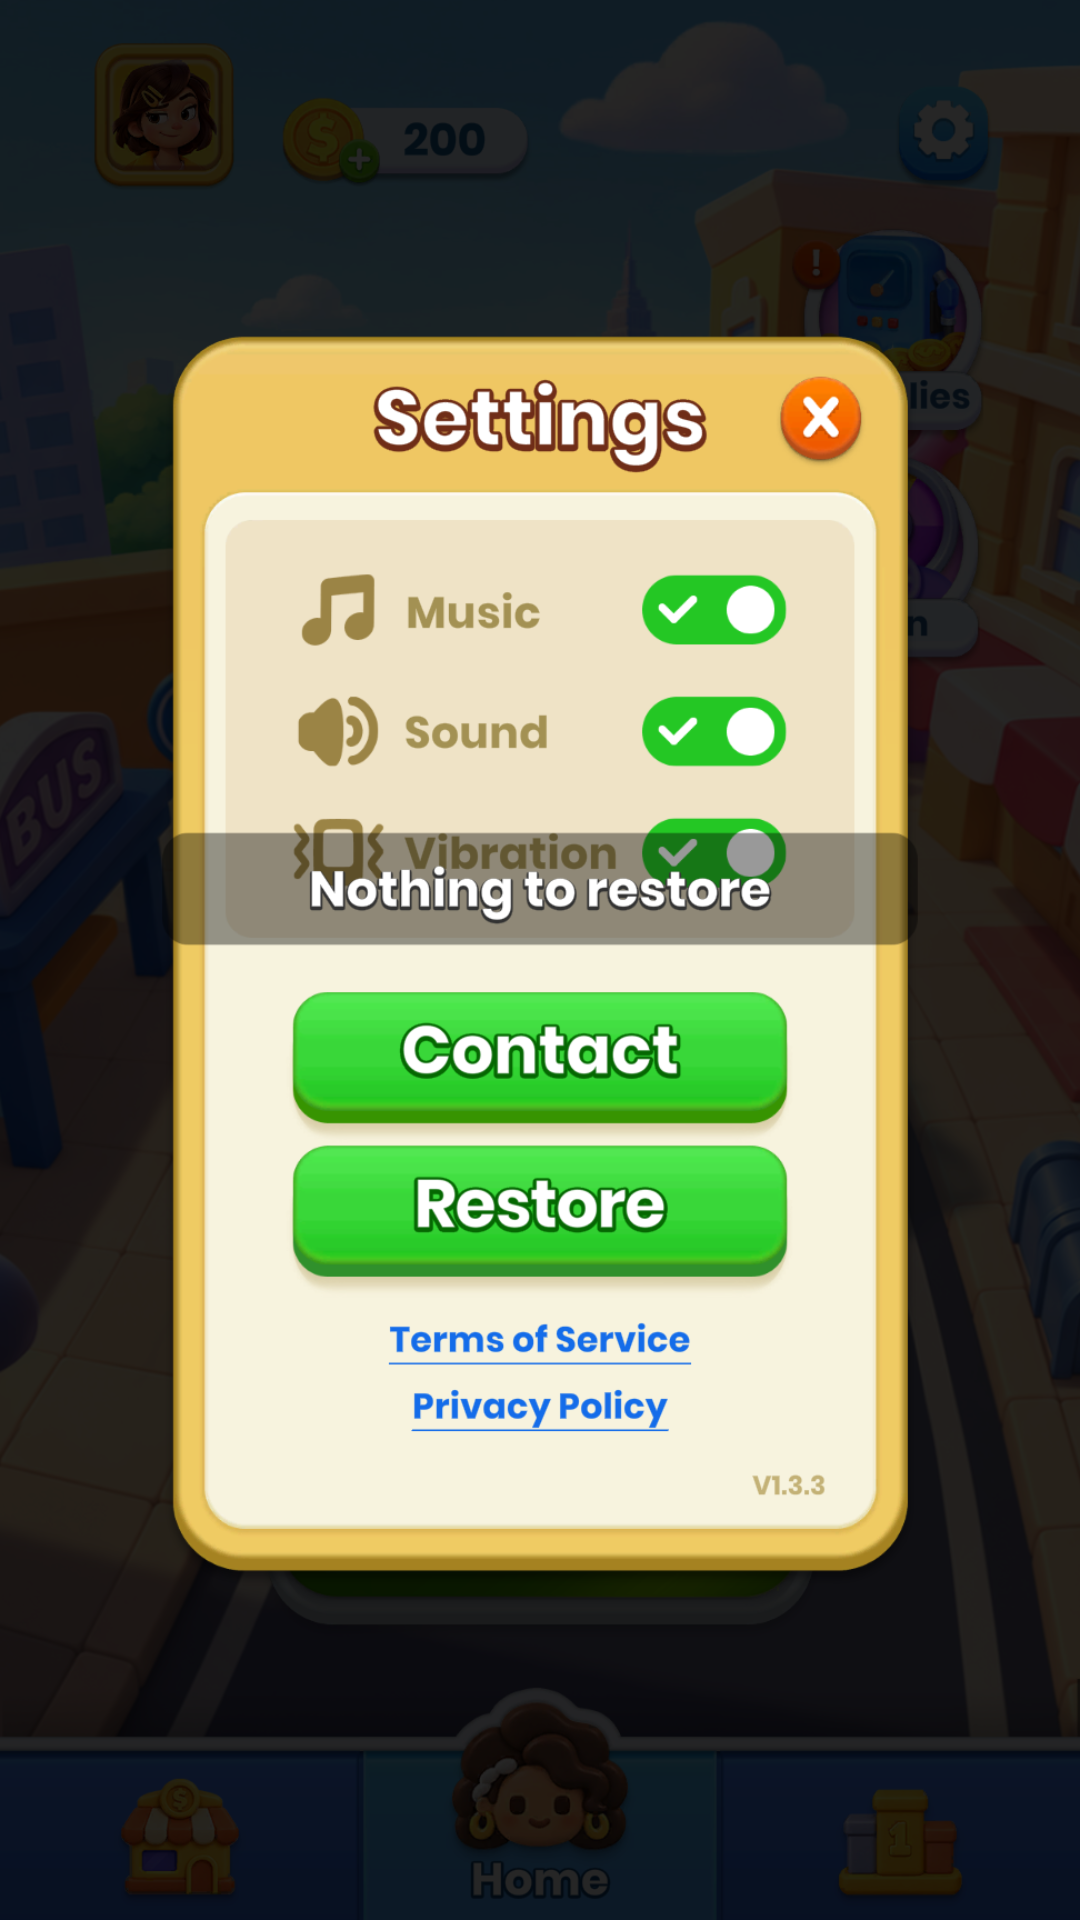 200
!
lies
Settings
Music
n
Sound
BUS
Vibration
Nothing to restore
Contact
Restore
Terms of Service
Privacy Policy
V1.3.3
1
Home